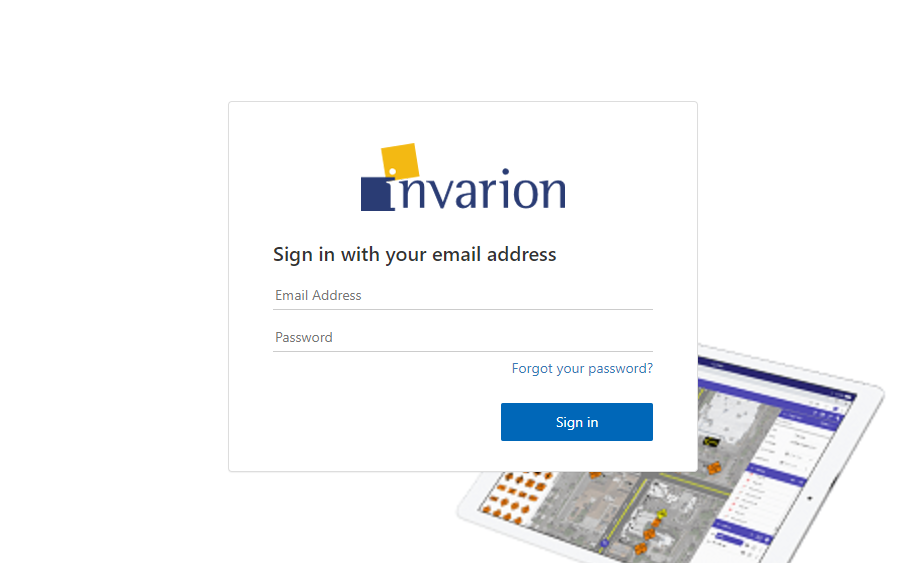 invarion
Sign in with your email address
Email Address
Password
Forgot your password?
Sign in